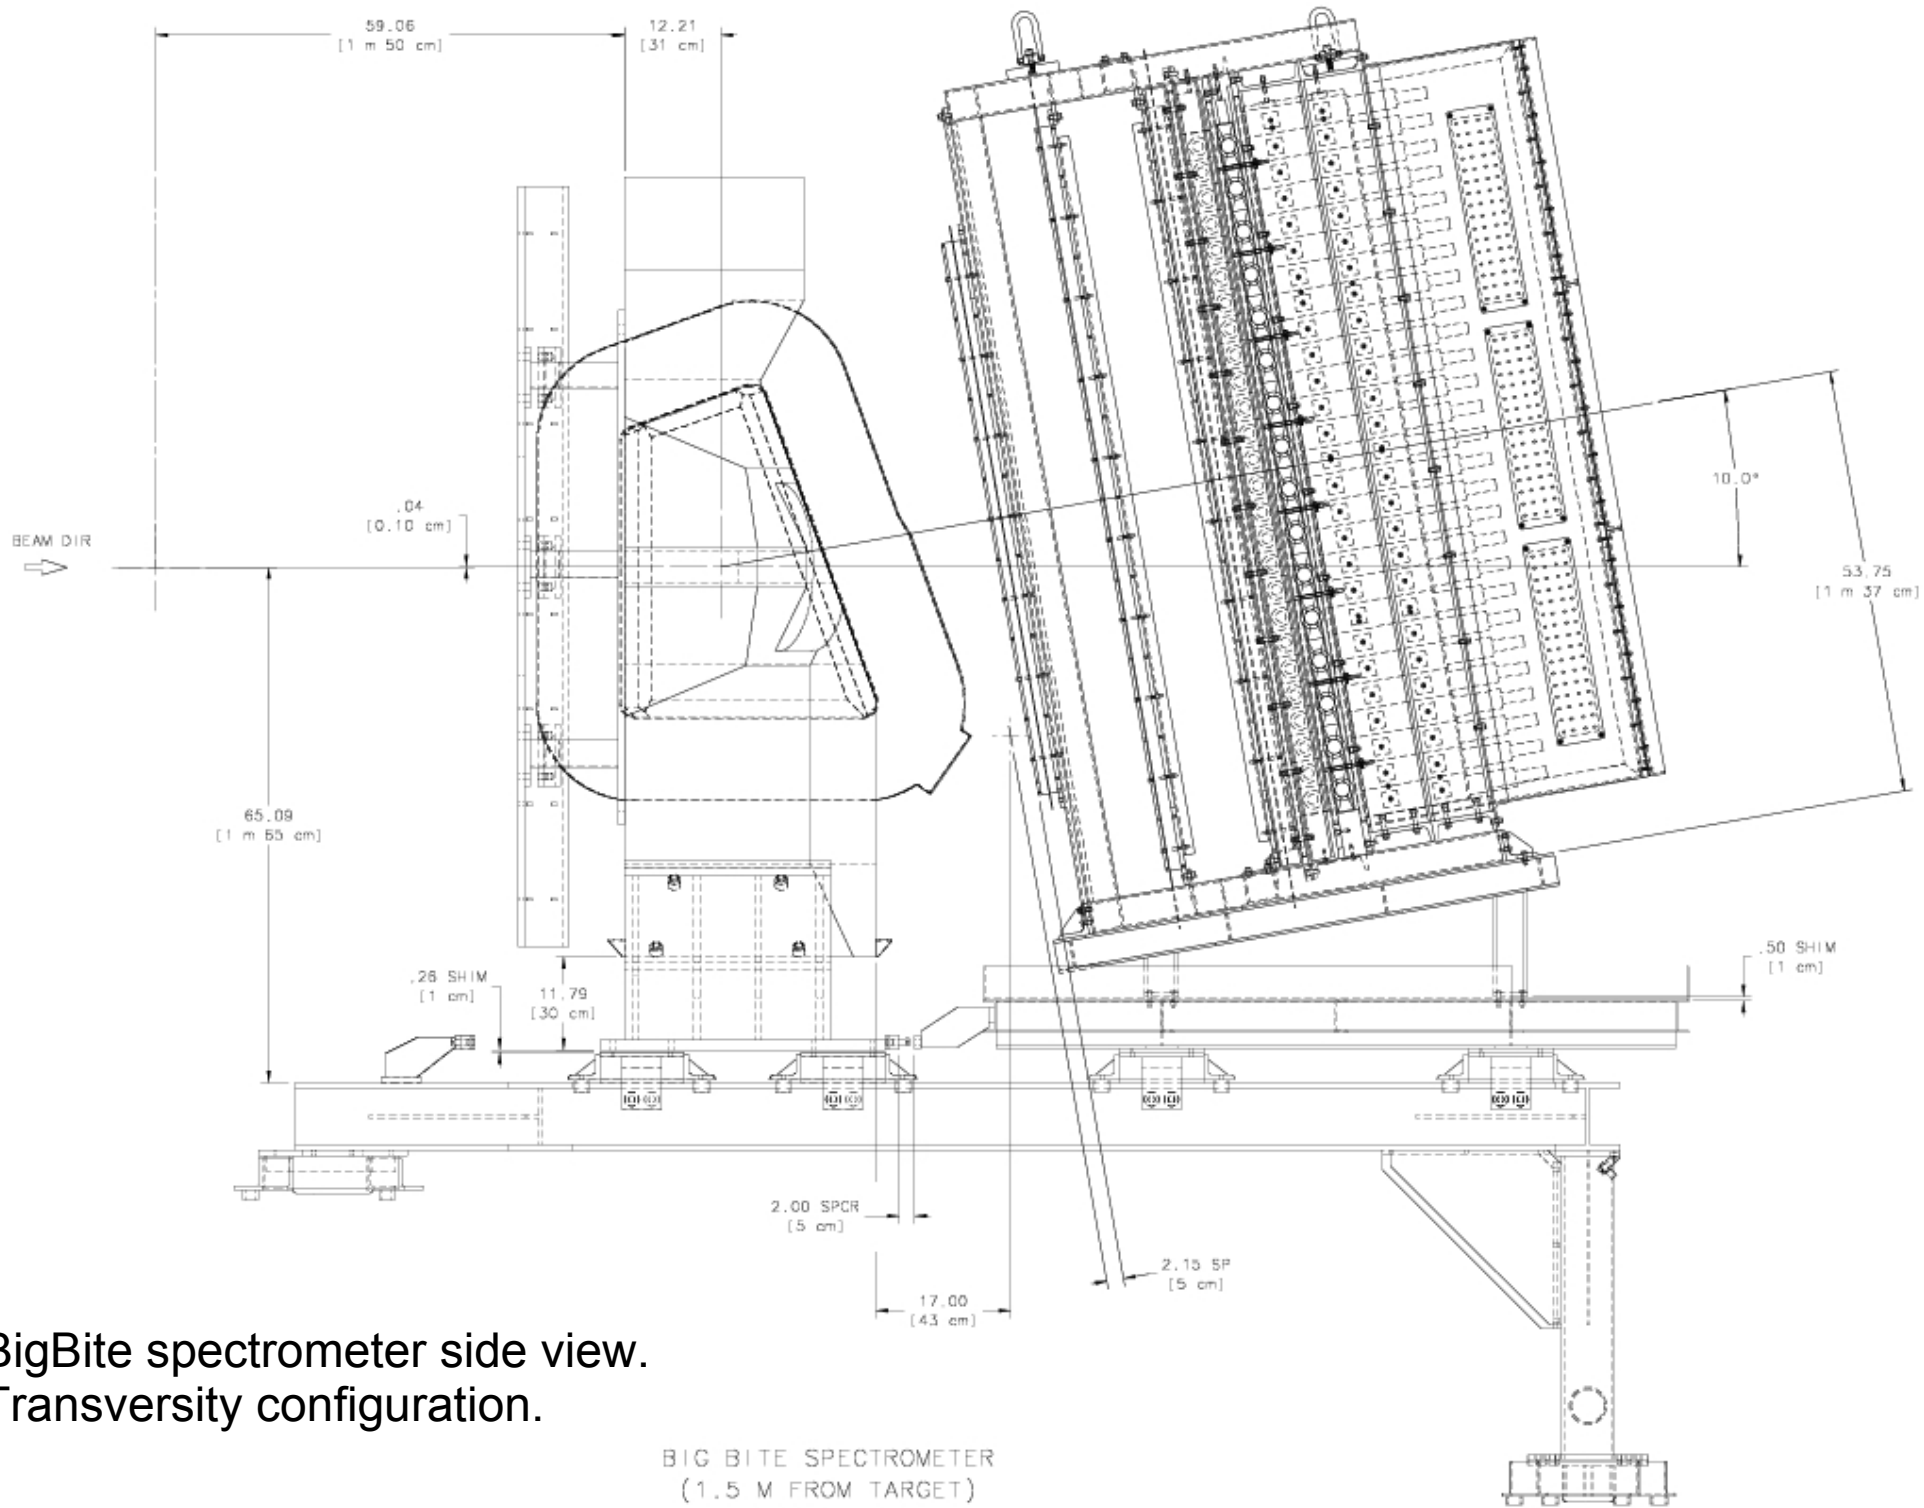 59.06
[1 m 50 cm]
12.21
[31 cm]
.04
[0.10 cm]
BEAM DIR
10.0°
53.75
[1 m 37 cm]
65.09
[1 m 65 cm]
.26 SHIM
[1 cm]
11.79
[30 cm]
.50 SHIM
[1 cm]
2.00 SPCR
[5 cm]
2.15 SP
[5 cm]
17.00
[43 cm]
BigBite spectrometer side view.
Transversity configuration.
BIG BITE SPECTROMETER
(1.5 M FROM TARGET)